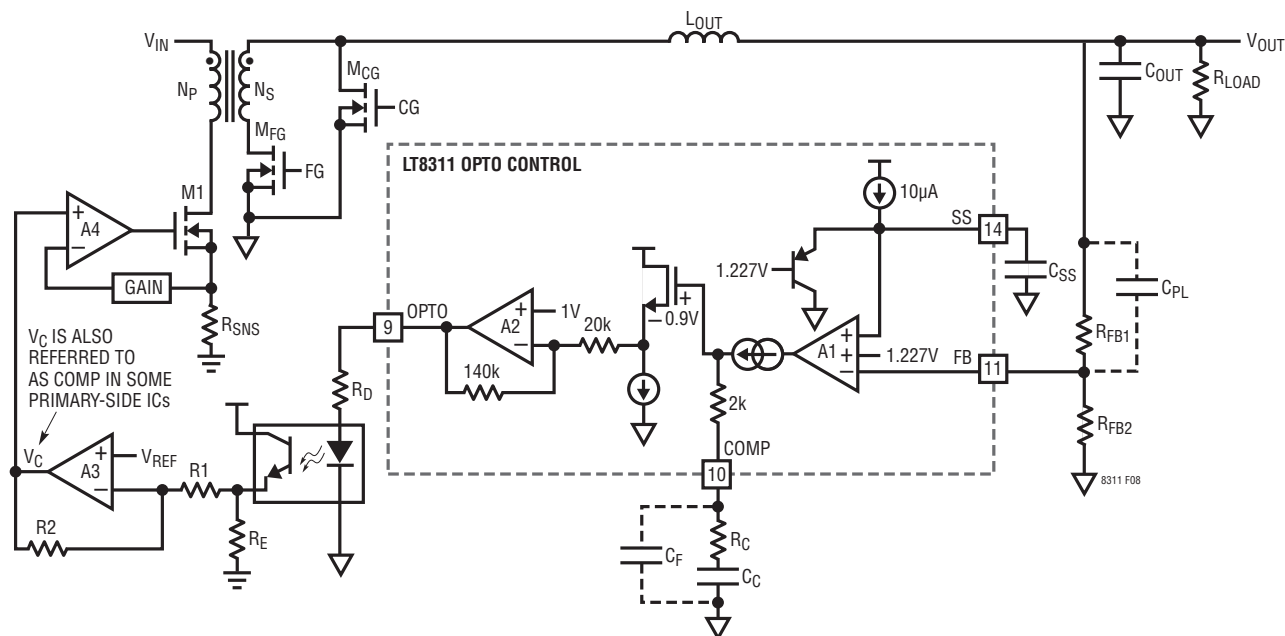 L_OUT
V_IN
V_OUT
M_CG
C_OUT
R_LOAD
N_P
N_S
CG
M_FG
FG
LT8311 OPTO CONTROL
10µA
M1
SS
14
+
A4
−
1.227V
C_SS
C_PL
GAIN
9
OPTO
+
A2
−
1V
20k
+
− 0.9V
A1
+
+
−
1.227V
FB
11
R_FB1
R_SNS
V_C IS ALSO
REFERRED TO
AS COMP IN SOME
PRIMARY-SIDE ICs
140k
R_D
2k
R_FB2
COMP
10
V_C
A3
+
−
V_REF
R1
8311 F08
R2
R_E
C_F
R_C
C_C